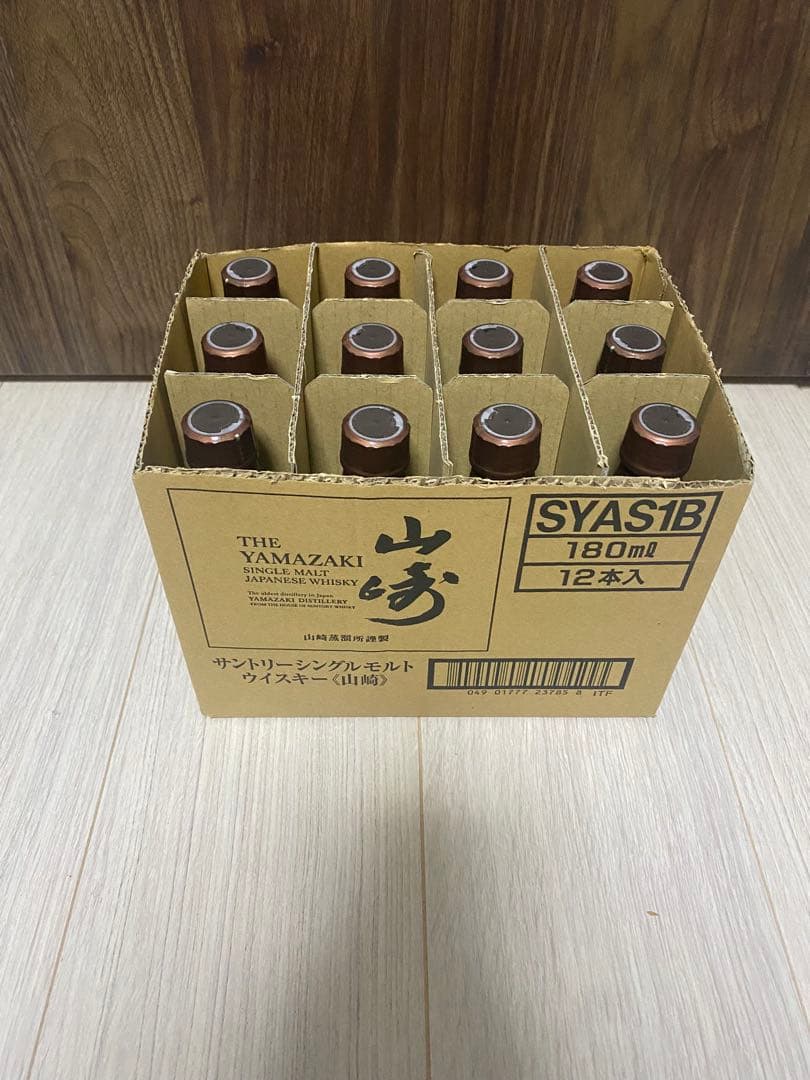 THE
YAMAZAKI
SINGLE MALT
JAPANESE WHISKY
The oldest distillery in Japan
YAMAZAKI DISTILLERY
FROM THE HOUSE OF SUNTORY WHISKY
山崎
山崎蒸溜所謹製
サントリーシングルモルト
ウイスキー《山崎》
SYAS1B
180ml
12本入
049 01777 23785 8 ITF